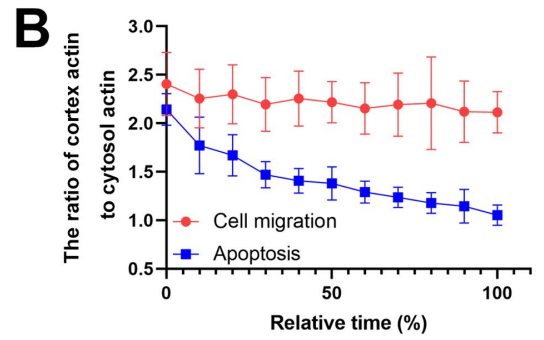 B
The ratio of cortex actin
to cytosol actin
3.0
2.5
2.0
1.5
1.0
0.5
Cell migration
Apoptosis
0
50
100
Relative time (%)